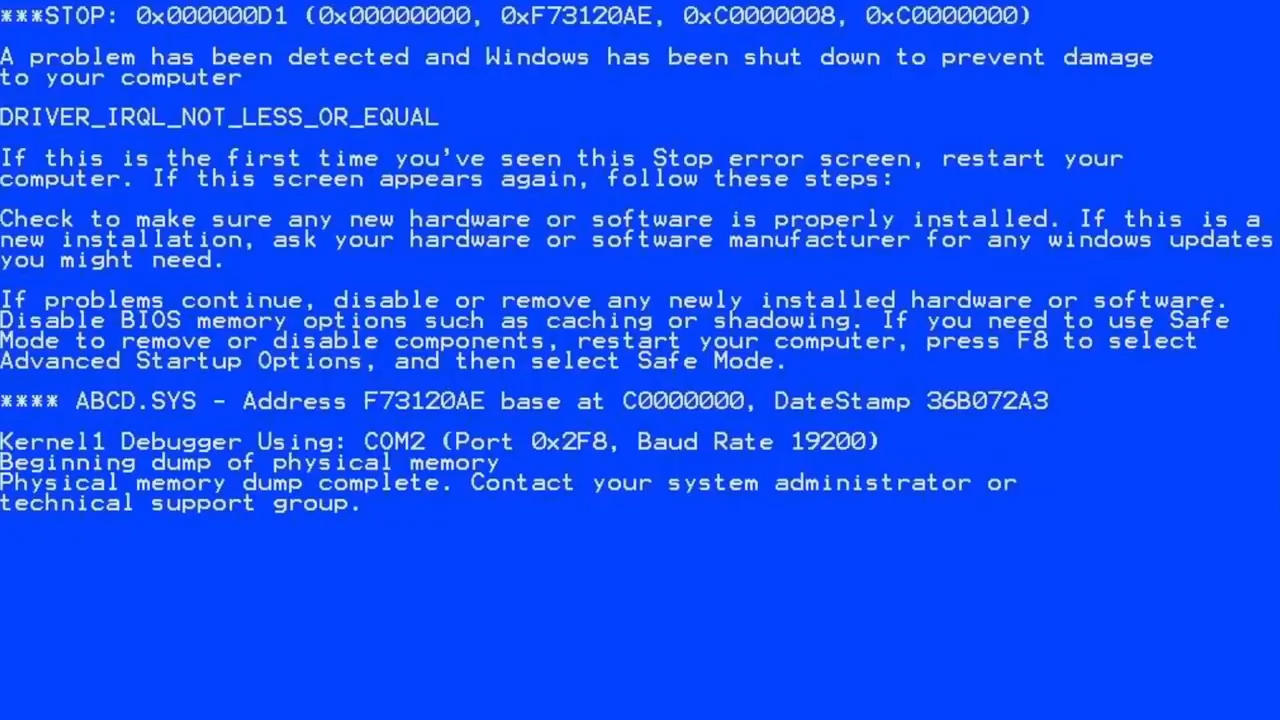 ***STOP: 0x000000D1 (0x00000000, 0xF73120AE, 0xC0000008, 0xC0000000)
A problem has been detected and Windows has been shut down to prevent damage
to your computer
DRIVER_IRQL_NOT_LESS_OR_EQUAL
If this is the first time you've seen this Stop error screen, restart your
computer. If this screen appears again, follow these steps:
Check to make sure any new hardware or software is properly installed. If this is a
new installation, ask your hardware or software manufacturer for any windows updates
you might need.
If problems continue, disable or remove any newly installed hardware or software.
Disable BIOS memory options such as caching or shadowing. If you need to use Safe
Mode to remove or disable components, restart your computer, press F8 to select
Advanced Startup Options, and then select Safe Mode.
**** ABCD.SYS - Address F73120AE base at C0000000, DateStamp 36B072A3
Kernel1 Debugger Using: COM2 (Port 0x2F8, Baud Rate 19200)
Beginning dump of physical memory
Physical memory dump complete. Contact your system administrator or
technical support group.